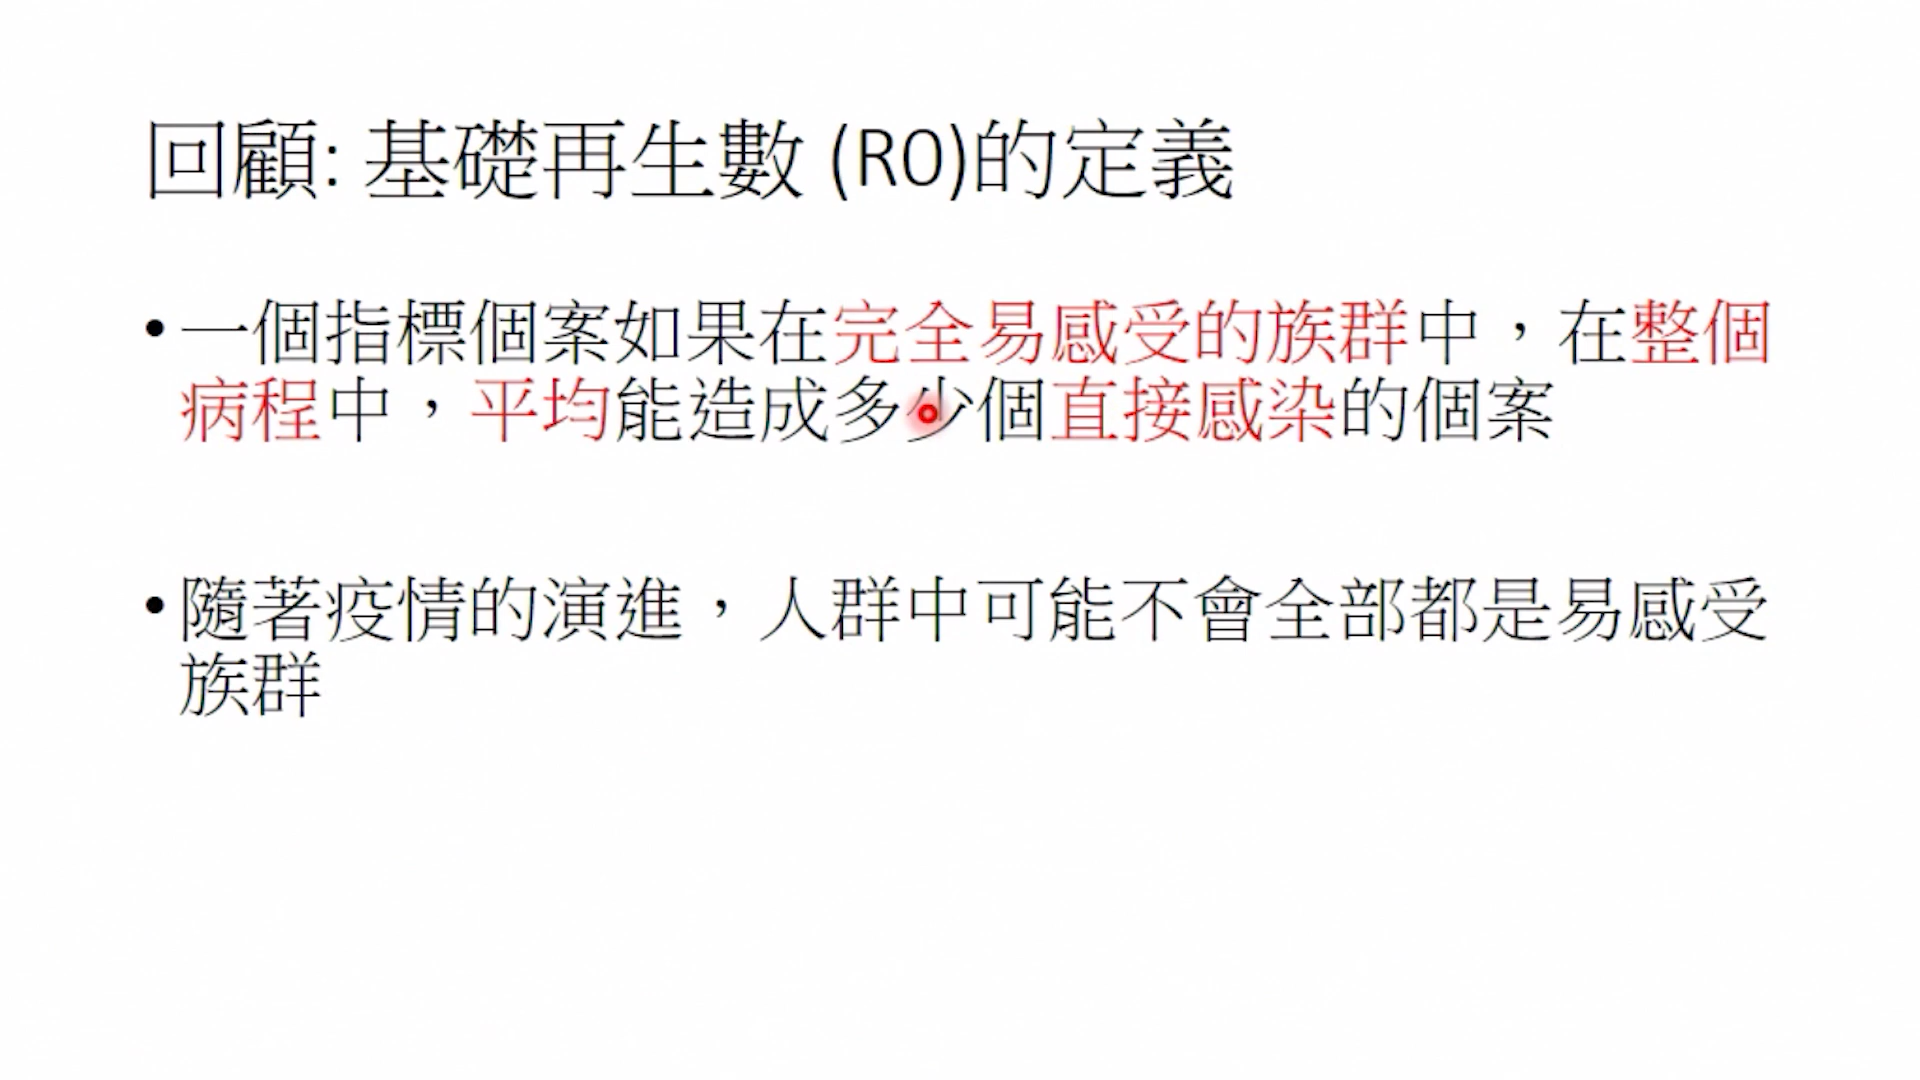 回顧: 基礎再生數 (R0)的定義
•一個指標個案如果在完全易感受的族群中，在整個
病程中，平均能造成多少個直接感染的個案
•隨著疫情的演進，人群中可能不會全部都是易感受
族群